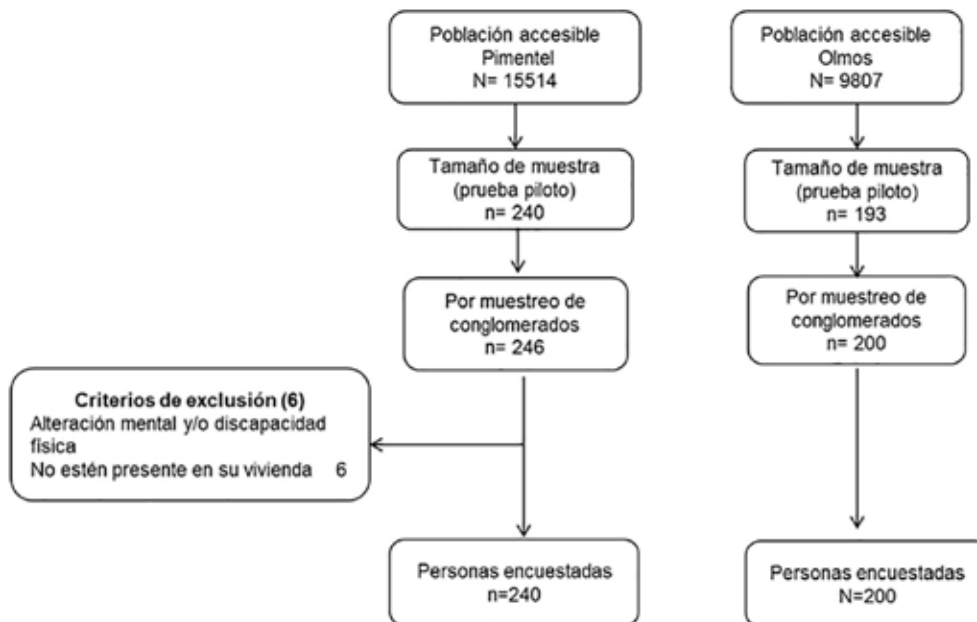 Población accesible
Pimentel
N= 15514
Tamaño de muestra
(prueba piloto)
n= 240
Por muestreo de
conglomerados
n= 246
Criterios de exclusión (6)
Alteración mental y/o discapacidad
física
No estén presente en su vivienda 6
Personas encuestadas
n=240
Población accesible
Olmos
N= 9807
Tamaño de muestra
(prueba piloto)
n= 193
Por muestreo de
conglomerados
n= 200
Personas encuestadas
N=200